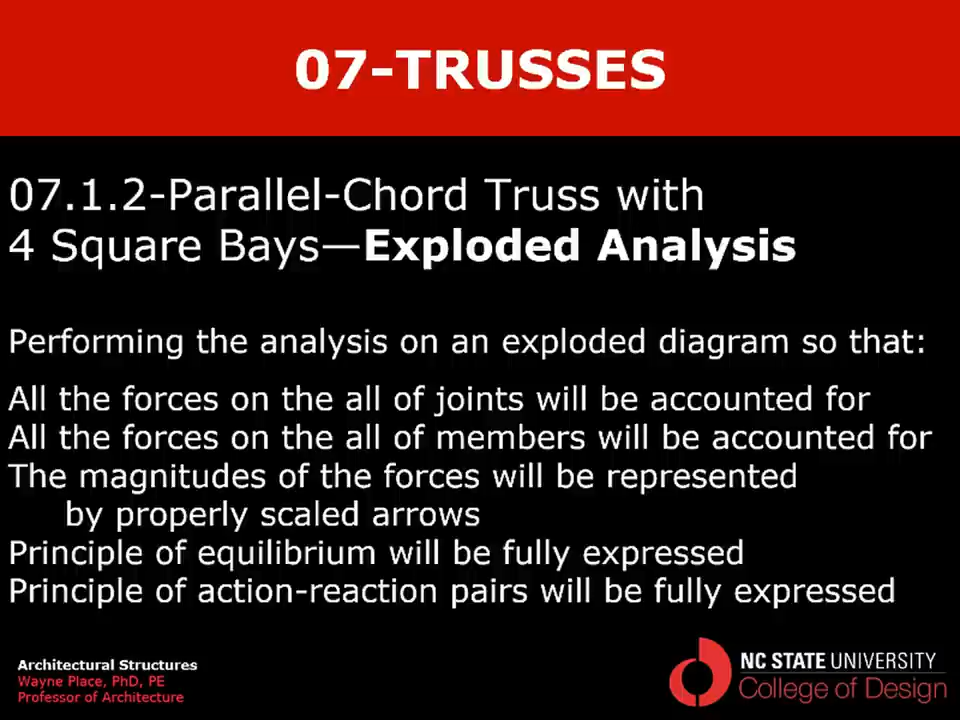 07-TRUSSES
07.1.2-Parallel-Chord Truss with
4 Square Bays—Exploded Analysis
Performing the analysis on an exploded diagram so that:
All the forces on the all of joints will be accounted for
All the forces on the all of members will be accounted for
The magnitudes of the forces will be represented
by properly scaled arrows
Principle of equilibrium will be fully expressed
Principle of action-reaction pairs will be fully expressed
Architectural Structures
Wayne Place, PhD, PE
Professor of Architecture
NC STATE UNIVERSITY
College of Design